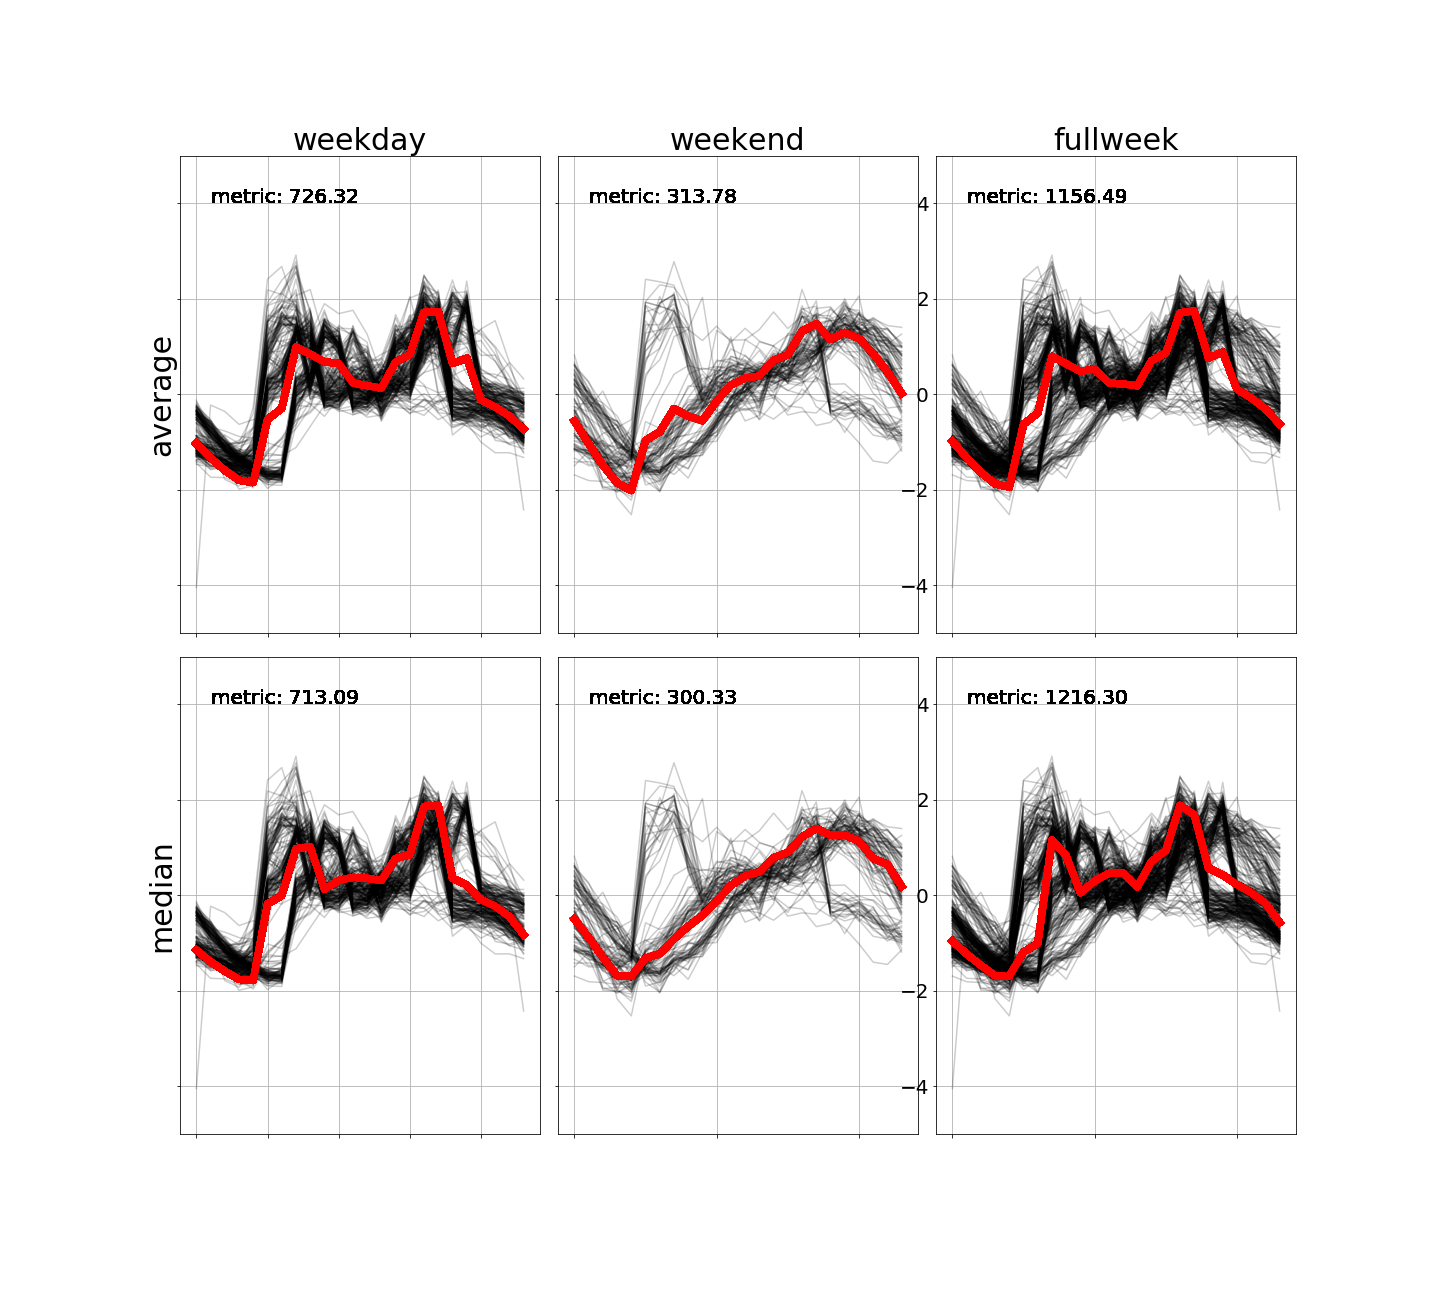 weekday
weekend
fullweek
average
metric: 726.32
metric: 313.78
metric: 1156.49
4
2
0
−2
−4
median
metric: 713.09
metric: 300.33
metric: 1216.30
4
2
0
−2
−4